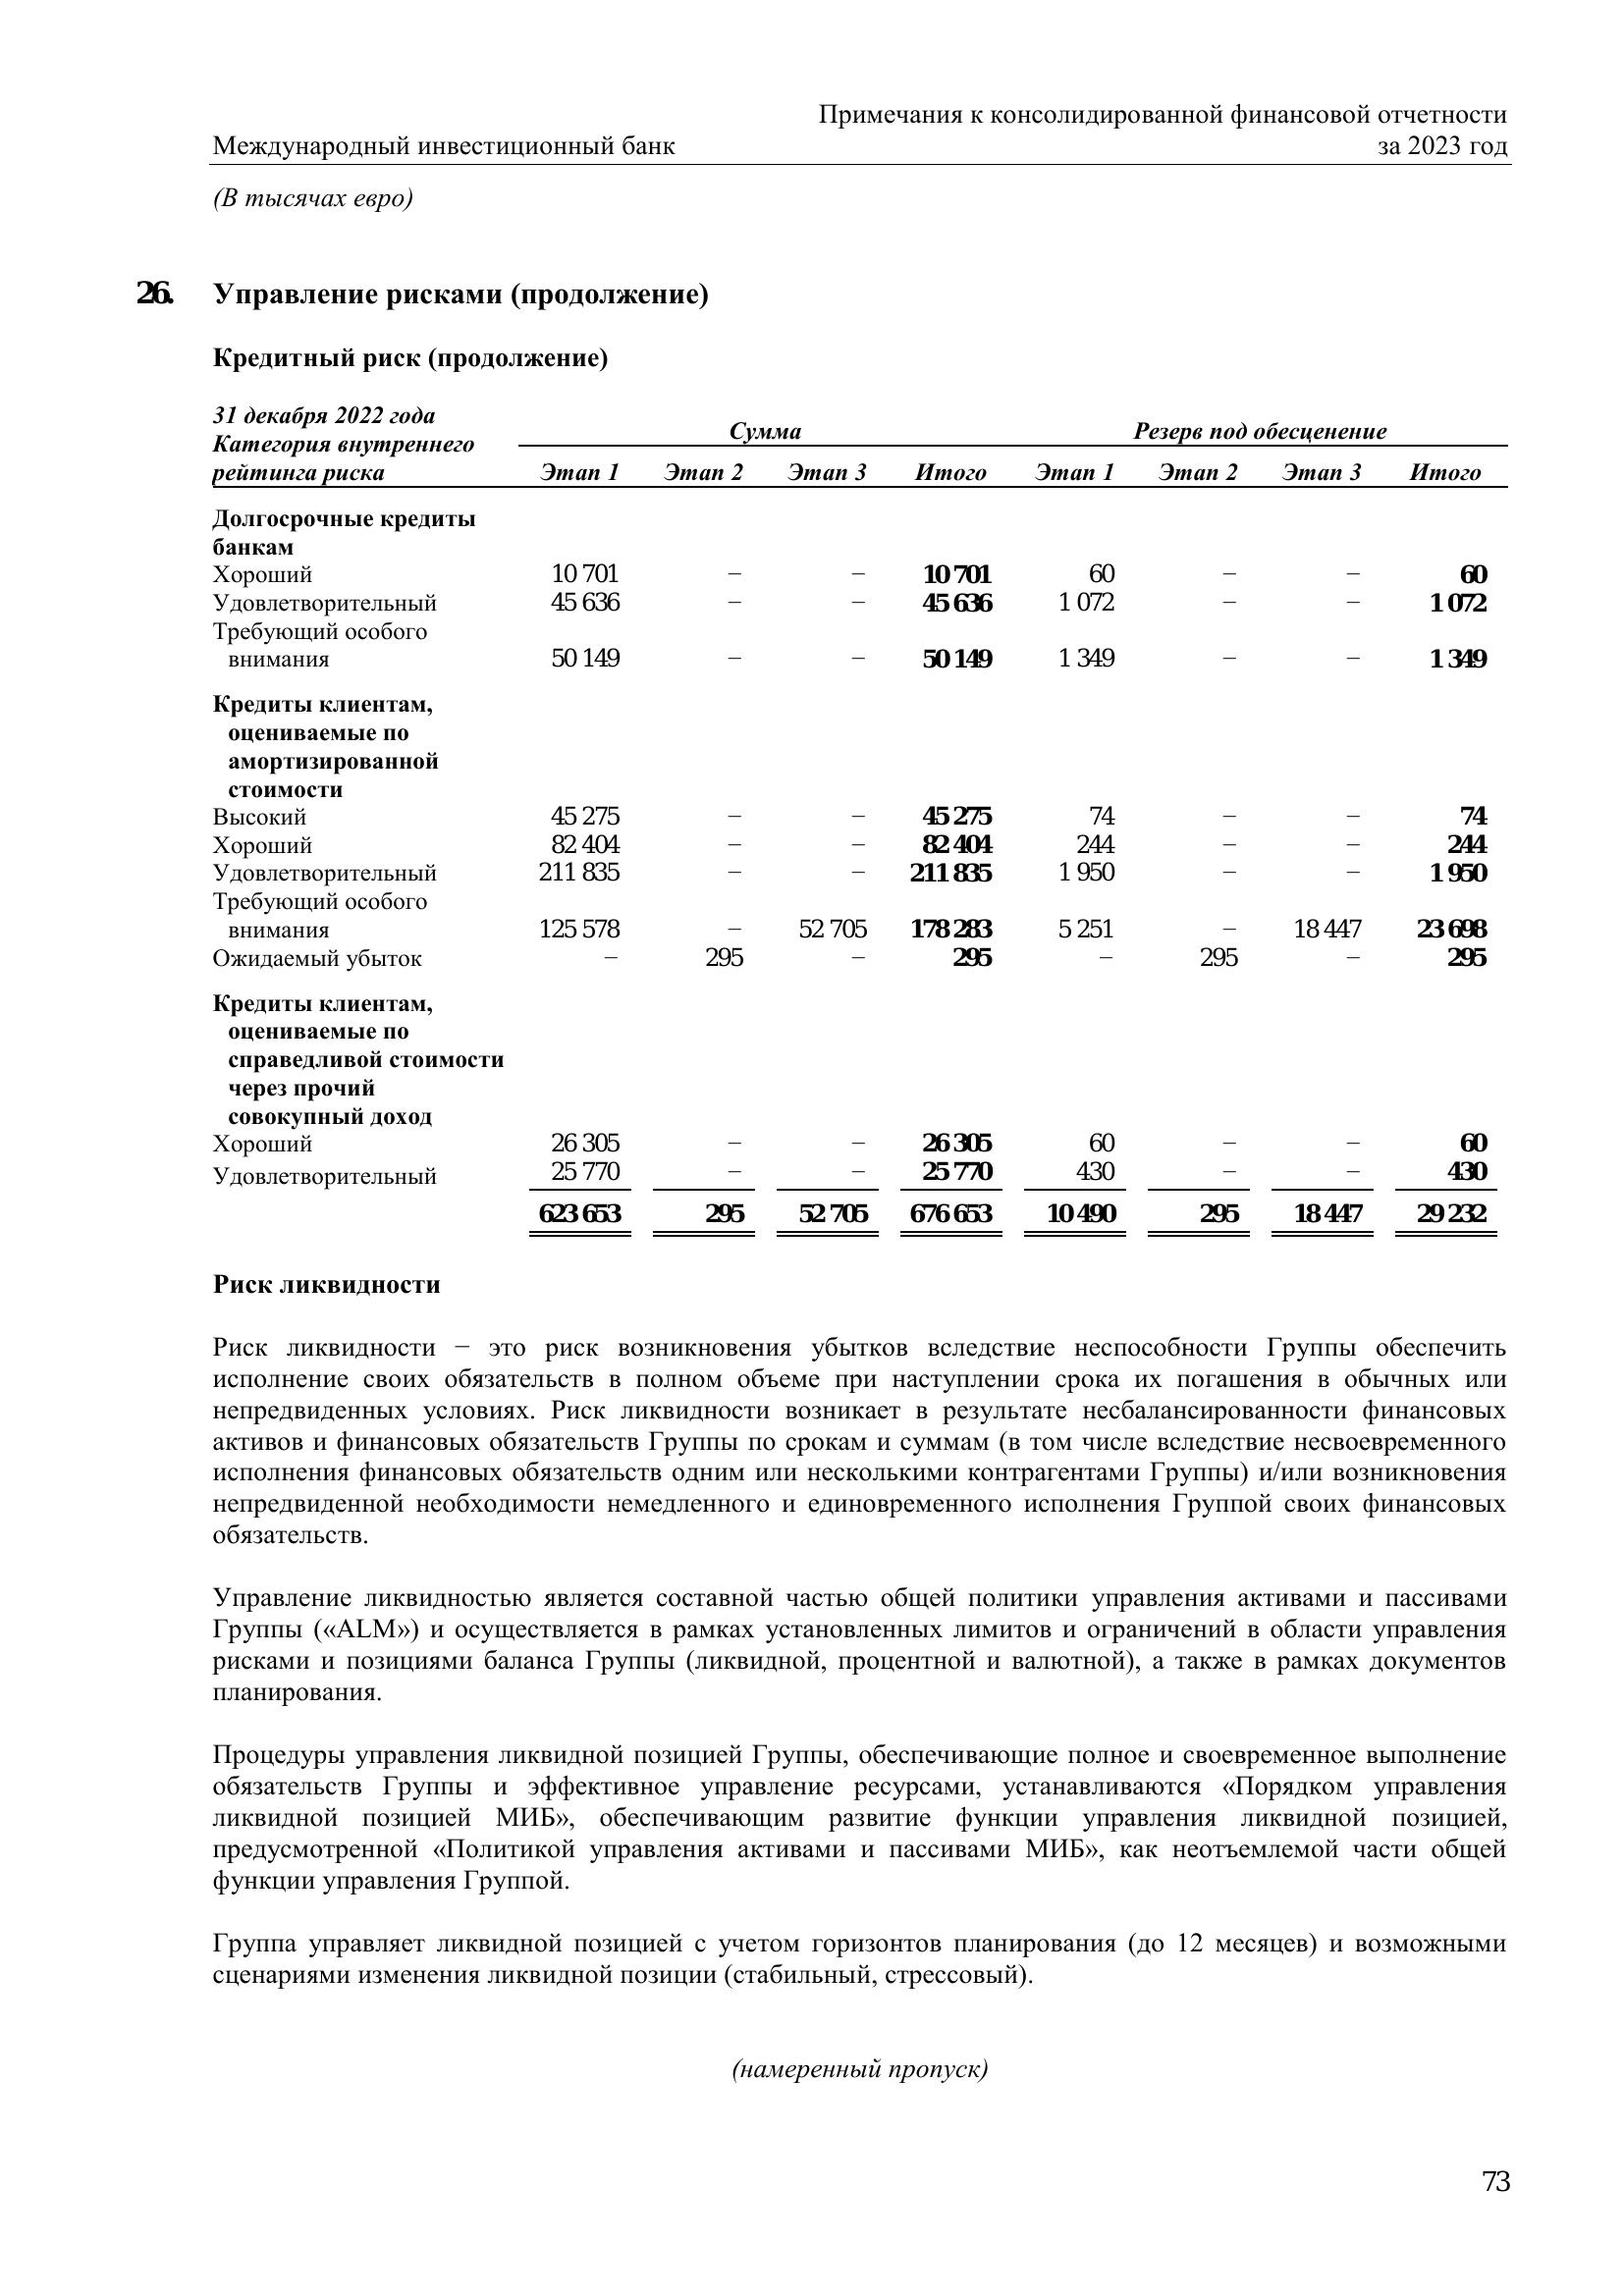 Примечания к консолидированной финансовой отчетности
Международный инвестиционный банк за 2023 год
(В тысячах евро)
26. Управление рисками (продолжение)
Кредитный риск (продолжение)
31 декабря 2022 года
Категория внутреннего Сумма Резерв под обесценение
рейтинга риска Этап 1 Этап 2 Этап 3 Итого Этап 1 Этап 2 Этап 3 Итого
Долгосрочные кредиты
банкам
Хороший 10 701 – – 10 701 60 – – 60
Удовлетворительный 45 636 – – 45 636 1 072 – – 1 072
Требующий особого
внимания 50 149 – – 50 149 1 349 – – 1 349
Кредиты клиентам,
оцениваемые по
амортизированной
стоимости
Высокий 45 275 – – 45 275 74 – – 74
Хороший 82 404 – – 82 404 244 – – 244
Удовлетворительный 211 835 – – 211 835 1 950 – – 1 950
Требующий особого
внимания 125 578 – 52 705 178 283 5 251 – 18 447 23 698
Ожидаемый убыток – 295 – 295 – 295 – 295
Кредиты клиентам,
оцениваемые по
справедливой стоимости
через прочий
совокупный доход
Хороший 26 305 – – 26 305 60 – – 60
Удовлетворительный 25 770 – – 25 770 430 – – 430
623 653 295 52 705 676 653 10 490 295 18 447 29 232
Риск ликвидности
Риск ликвидности – это риск возникновения убытков вследствие неспособности Группы обеспечить
исполнение своих обязательств в полном объеме при наступлении срока их погашения в обычных или
непредвиденных условиях. Риск ликвидности возникает в результате несбалансированности финансовых
активов и финансовых обязательств Группы по срокам и суммам (в том числе вследствие несвоевременного
исполнения финансовых обязательств одним или несколькими контрагентами Группы) и/или возникновения
непредвиденной необходимости немедленного и единовременного исполнения Группой своих финансовых
обязательств.
Управление ликвидностью является составной частью общей политики управления активами и пассивами
Группы («ALM») и осуществляется в рамках установленных лимитов и ограничений в области управления
рисками и позициями баланса Группы (ликвидной, процентной и валютной), а также в рамках документов
планирования.
Процедуры управления ликвидной позицией Группы, обеспечивающие полное и своевременное выполнение
обязательств Группы и эффективное управление ресурсами, устанавливаются «Порядком управления
ликвидной позицией МИБ», обеспечивающим развитие функции управления ликвидной позицией,
предусмотренной «Политикой управления активами и пассивами МИБ», как неотъемлемой части общей
функции управления Группой.
Группа управляет ликвидной позицией с учетом горизонтов планирования (до 12 месяцев) и возможными
сценариями изменения ликвидной позиции (стабильный, стрессовый).
(намеренный пропуск)
73